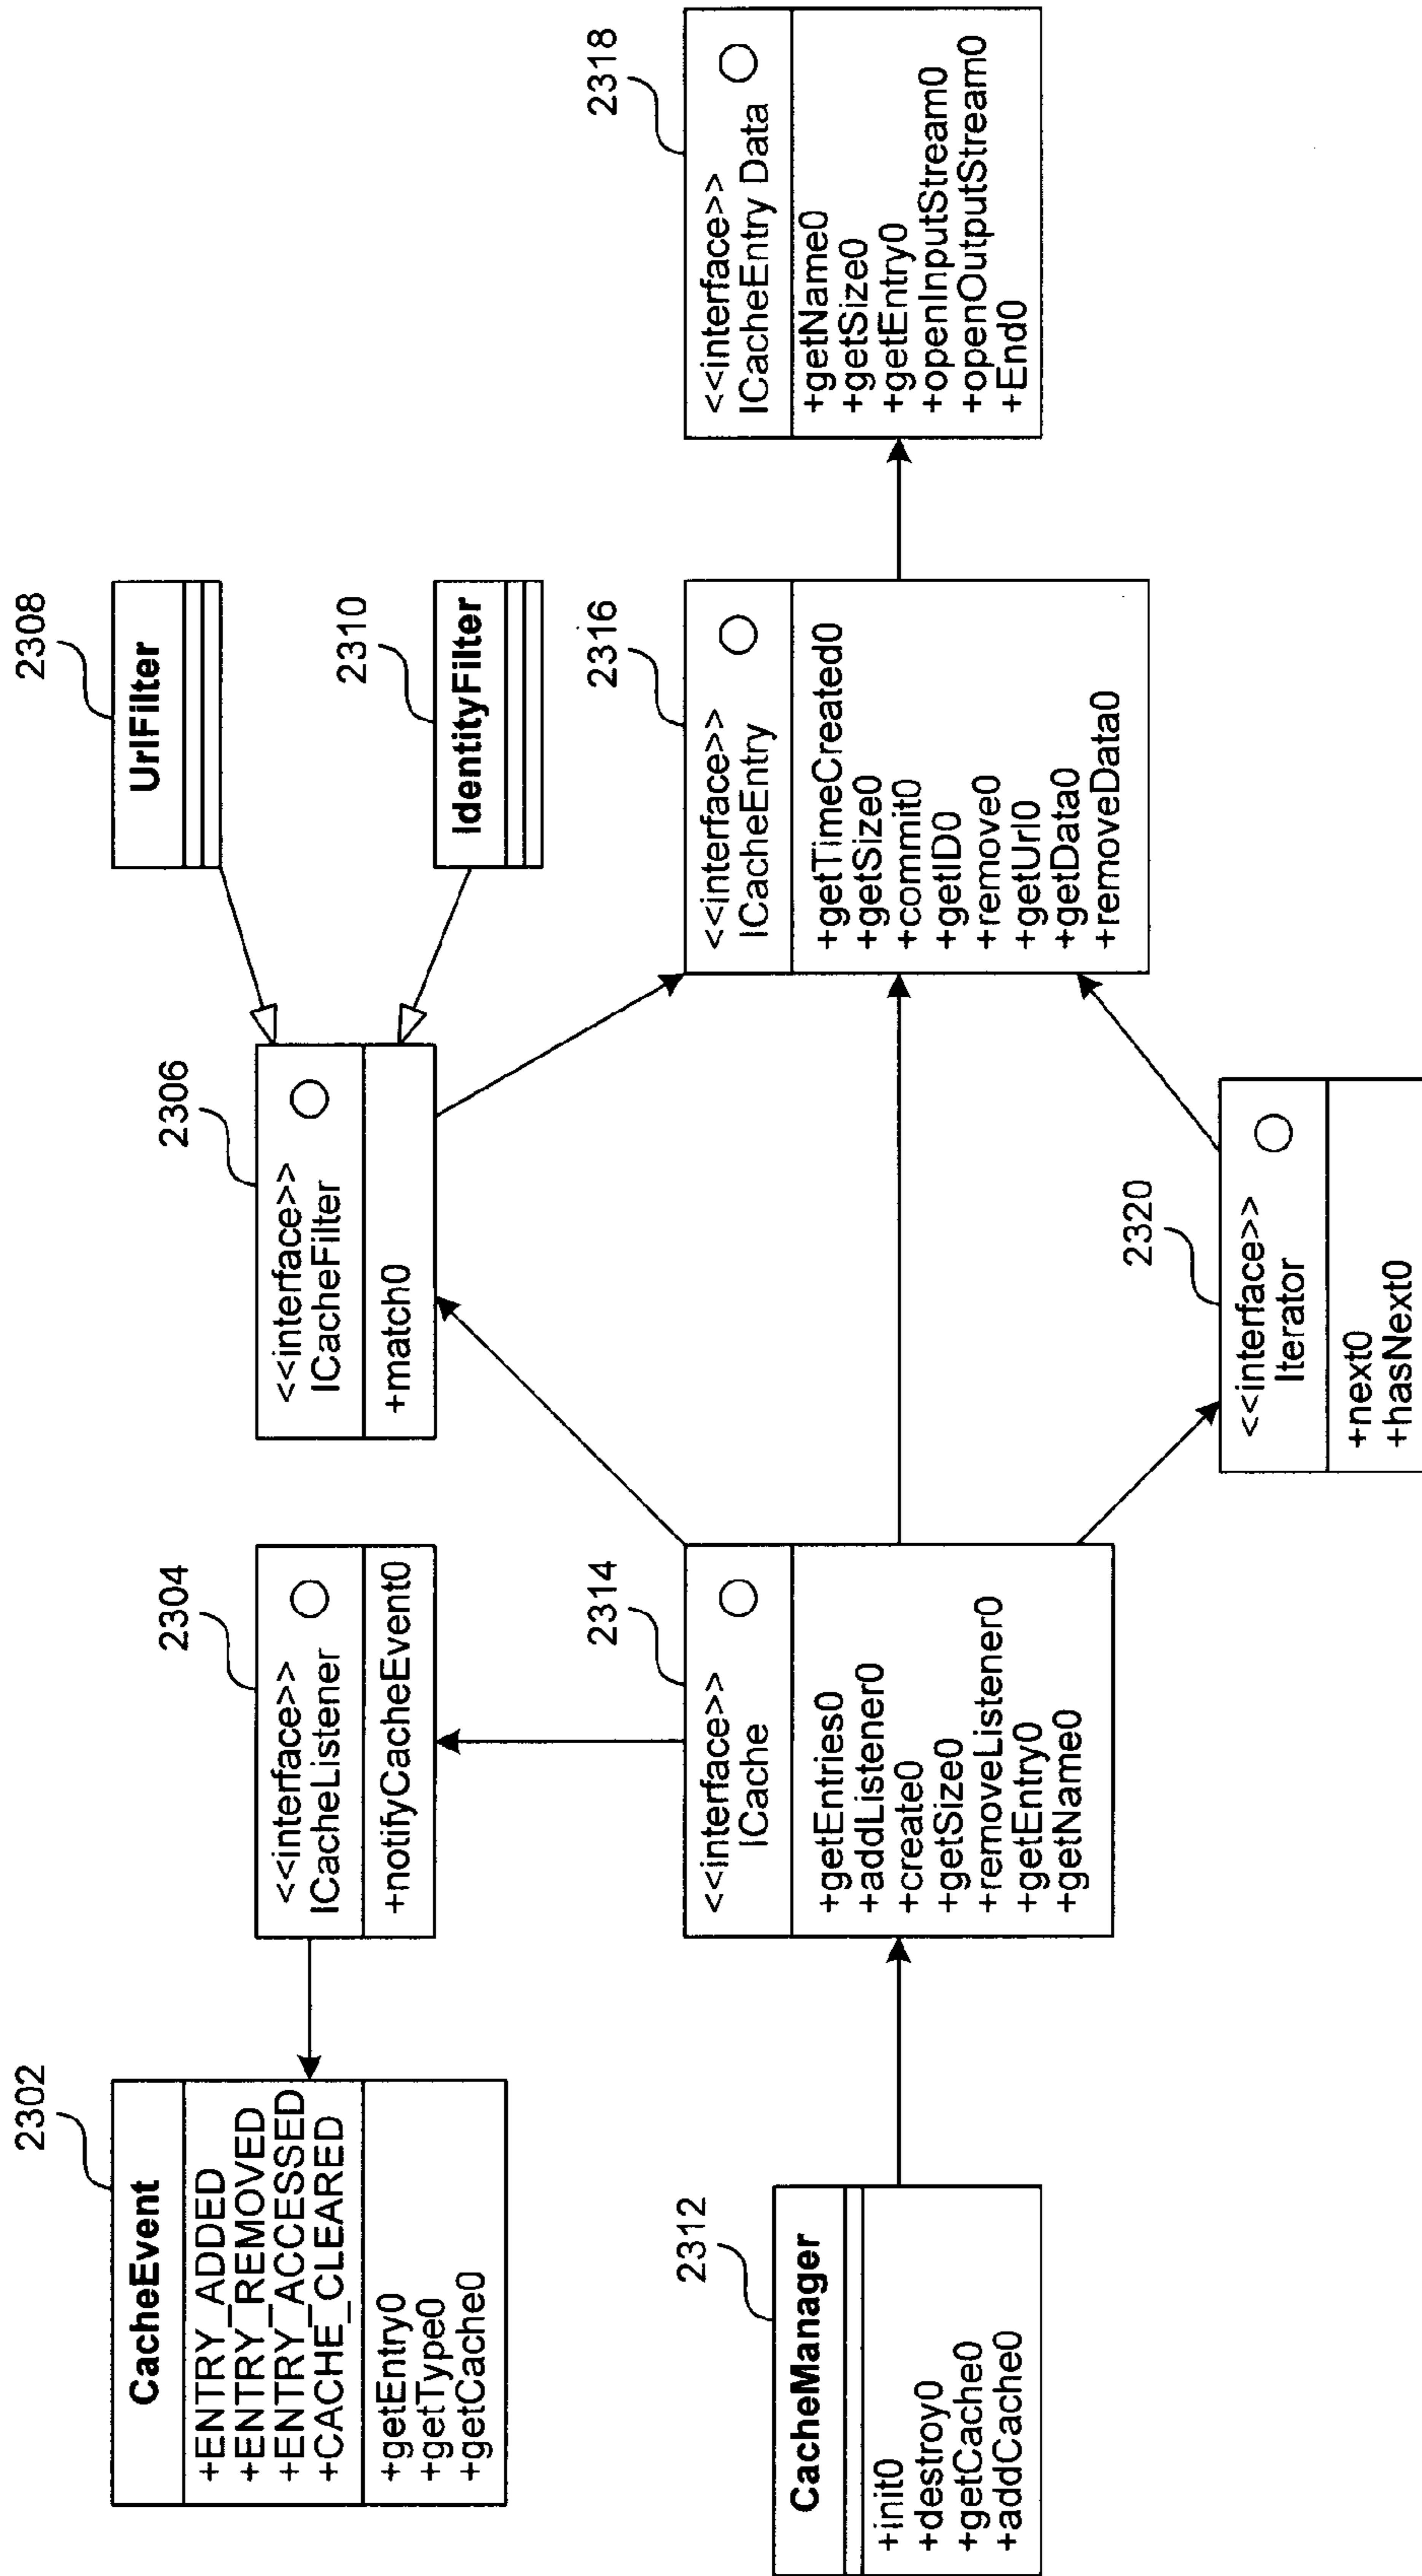 2302
CacheEvent
+ENTRY_ADDED
+ENTRY_REMOVED
+ENTRY_ACCESSED
+CACHE_CLEARED
+getEntry0
+getType0
+getCache0
2304
<<interface>>
ICacheListener
+notifyCacheEvent0
2306
<<interface>>
ICacheFilter
+match0
2308
UrlFilter
2310
IdentityFilter
2312
CacheManager
+init0
+destroy0
+getCache0
+addCache0
2314
<<interface>>
ICache
+getEntries0
+addListener0
+create0
+getSize0
+removeListener0
+getEntry0
+getName0
2316
<<interface>>
ICacheEntry
+getTimeCreated0
+getSize0
+commit0
+getID0
+remove0
+getUrl0
+getData0
+removeData0
2318
<<interface>>
ICacheEntry Data
+getName0
+getSize0
+getEntry0
+openInputStream0
+openOutputStream0
+End0
2320
<<interface>>
Iterator
+next0
+hasNext0